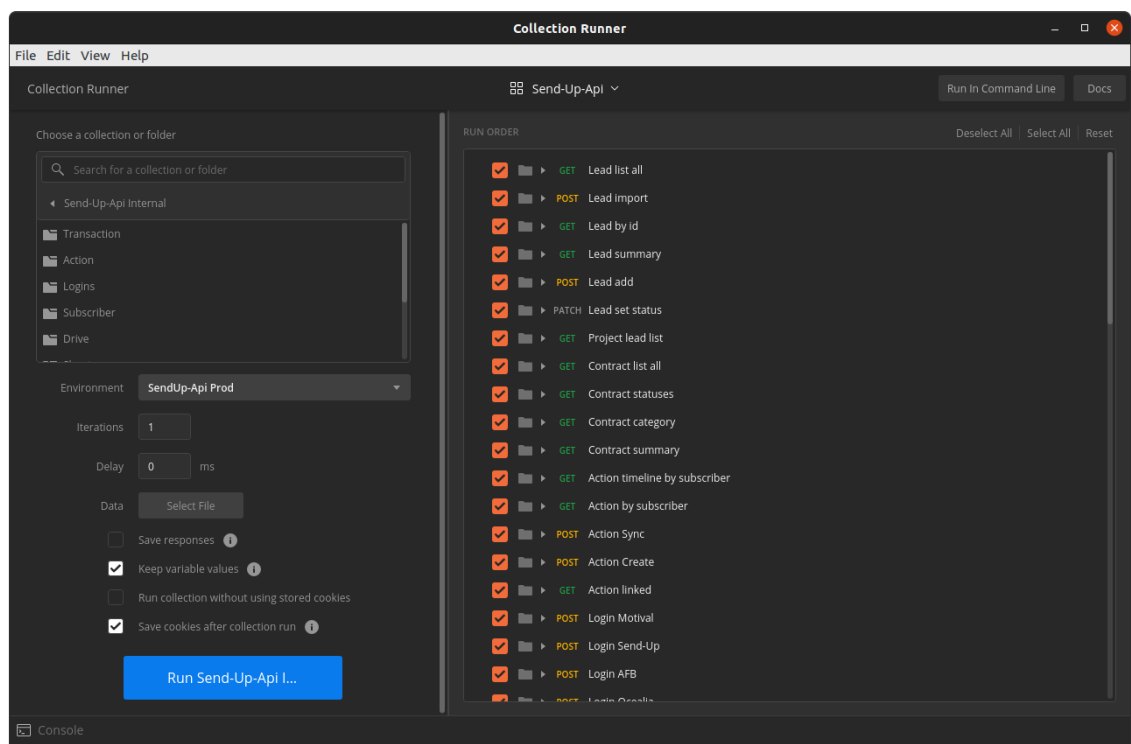 Collection Runner
File Edit View Help
Collection Runner
Send-Up-Api
Run In Command Line
Docs
Choose a collection or folder
Search for a collection or folder
Send-Up-Api Internal
Transaction
Action
Logins
Subscriber
Drive
Environment SendUp-Api Prod
Iterations 1
Delay 0 ms
Data Select File
Save responses
Keep variable values
Run collection without using stored cookies
Save cookies after collection run
Run Send-Up-Api I...
RUN ORDER
Deselect All Select All Reset
GET Lead list all
POST Lead import
GET Lead by id
GET Lead summary
POST Lead add
PATCH Lead set status
GET Project lead list
GET Contract list all
GET Contract statuses
GET Contract category
GET Contract summary
GET Action timeline by subscriber
GET Action by subscriber
POST Action Sync
POST Action Create
GET Action linked
POST Login Motival
POST Login Send-Up
POST Login AFB
POST Login
Console